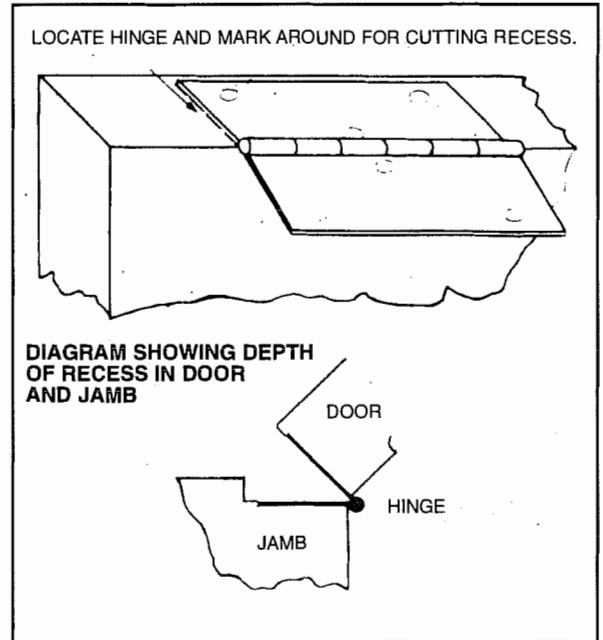 LOCATE HINGE AND MARK AROUND FOR CUTTING RECESS.
DIAGRAM SHOWING DEPTH
OF RECESS IN DOOR
AND JAMB
DOOR
HINGE
JAMB